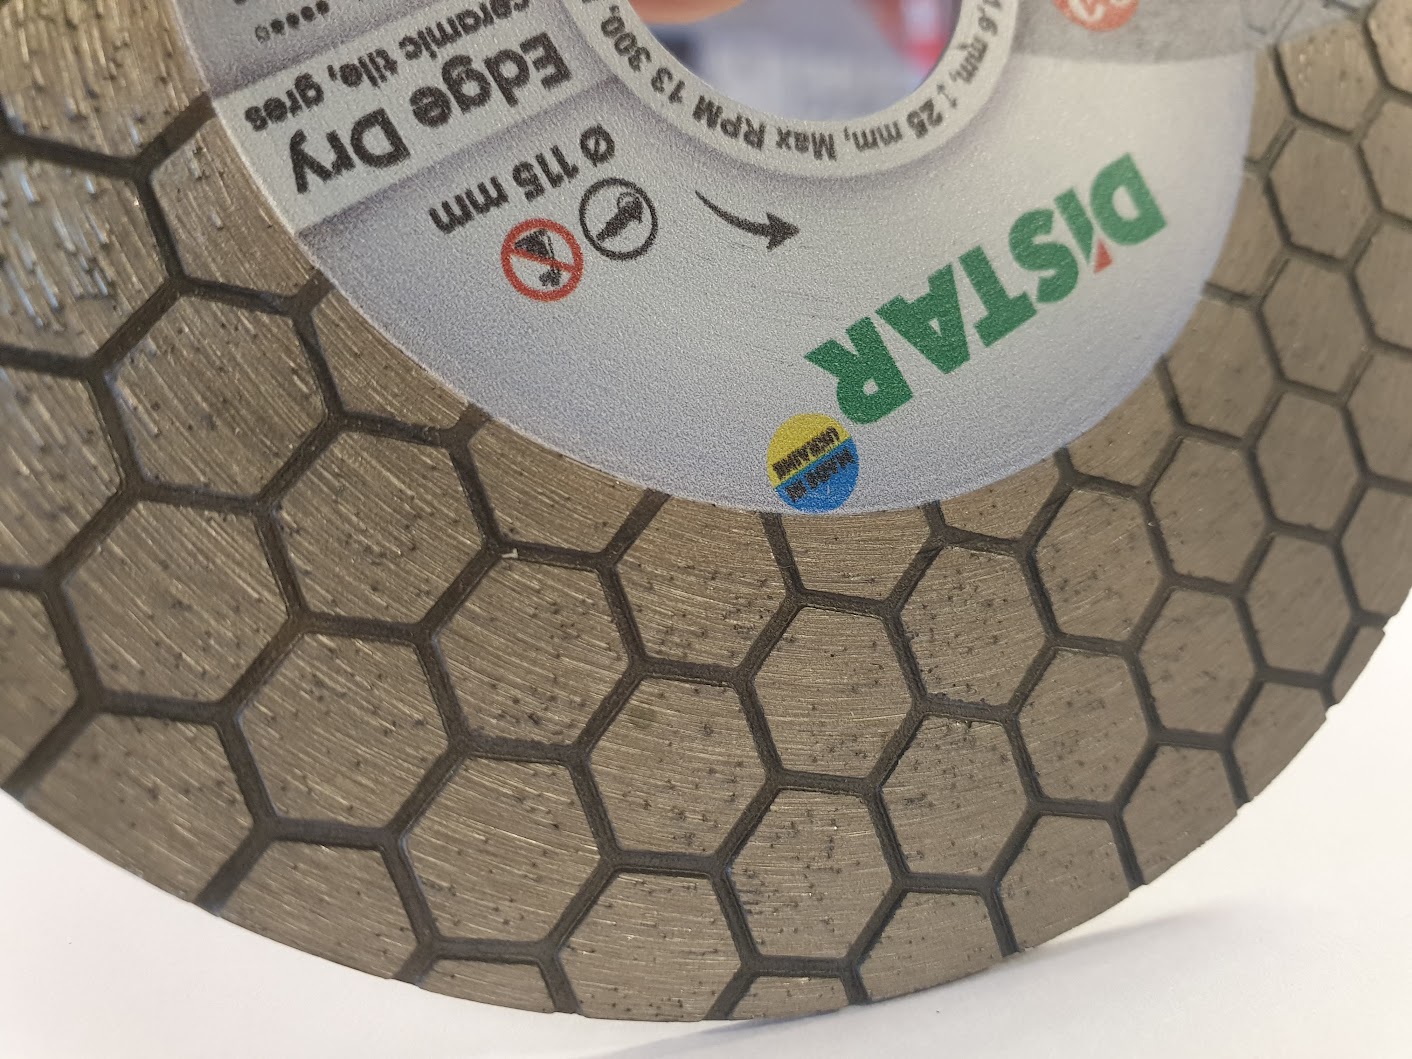 DiSTAR
MADE IN
UKRAINE
Edge Dry
ceramic tile, gres
Ø 115 mm
1,6 mm, ↕ 25 mm, Max RPM 13 300,